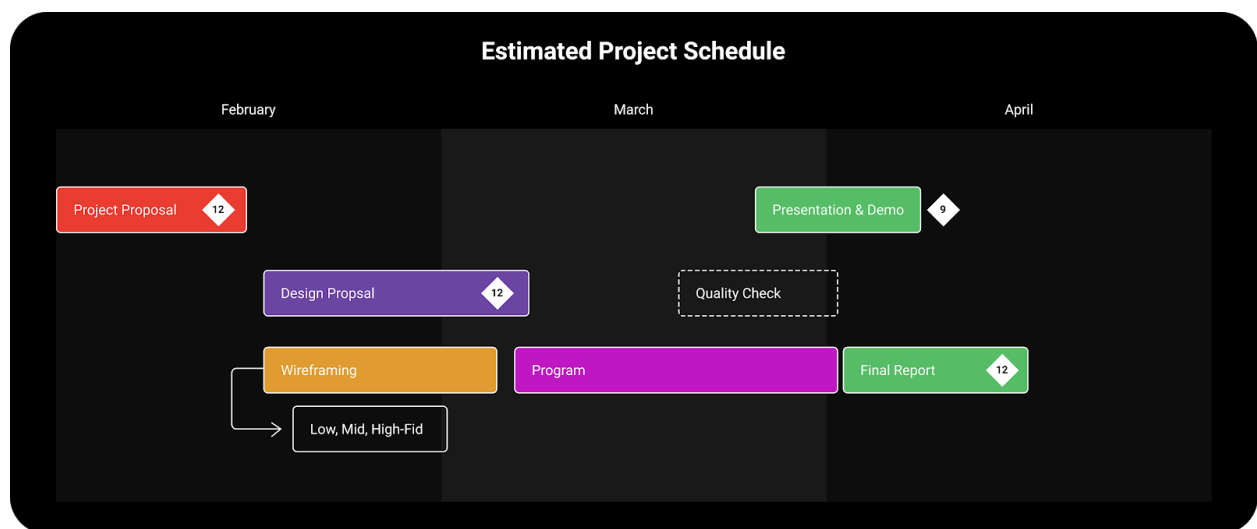 Estimated Project Schedule
February
March
April
Project Proposal
12
Presentation & Demo
9
Design Propsal
12
Quality Check
Wireframing
Program
Final Report
12
Low, Mid, High-Fid